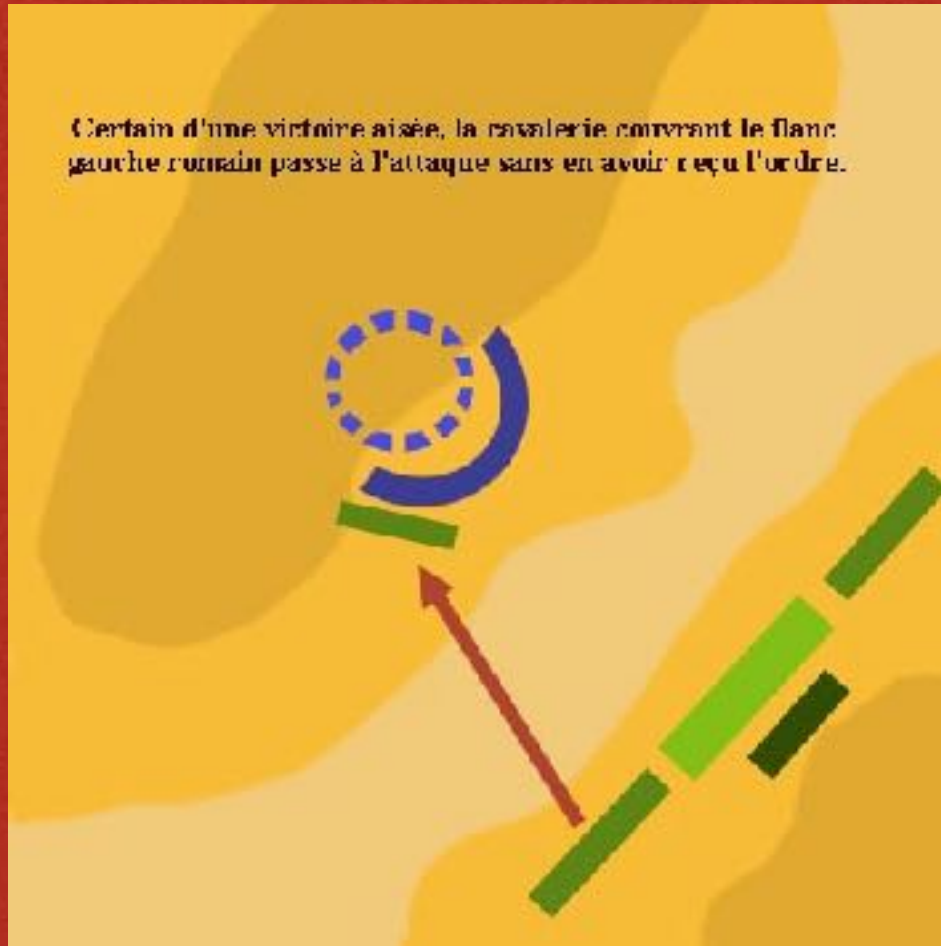 Certain d'une victoire aisée, la cavalerie couvrant le flanc
gauche romain passe à l'attaque sans en avoir reçu l'ordre.